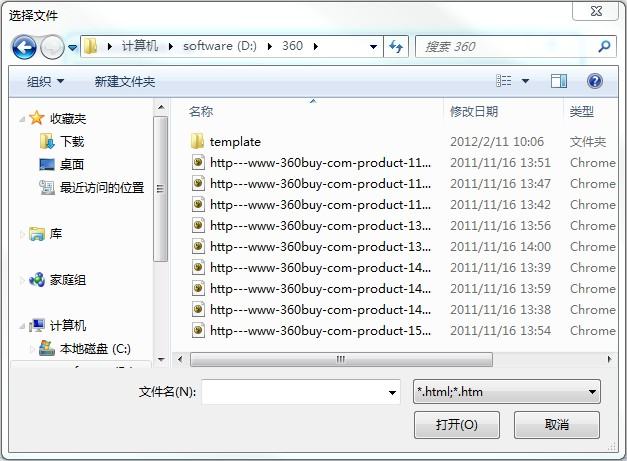 选择文件
计算机 software (D:) 360
搜索 360
组织 新建文件夹
名称 修改日期 类型
收藏夹
下载
桌面
最近访问的位置
库
家庭组
计算机
本地磁盘 (C:)
template 2012/2/11 10:06 文件夹
http---www-360buy-com-product-11... 2011/11/16 13:51 Chrome
http---www-360buy-com-product-11... 2011/11/16 13:47 Chrome
http---www-360buy-com-product-11... 2011/11/16 13:42 Chrome
http---www-360buy-com-product-13... 2011/11/16 13:56 Chrome
http---www-360buy-com-product-13... 2011/11/16 14:00 Chrome
http---www-360buy-com-product-14... 2011/11/16 13:39 Chrome
http---www-360buy-com-product-14... 2011/11/16 13:59 Chrome
http---www-360buy-com-product-14... 2011/11/16 13:38 Chrome
http---www-360buy-com-product-15... 2011/11/16 13:54 Chrome
文件名(N):
*.html;*.htm
打开(O) 取消